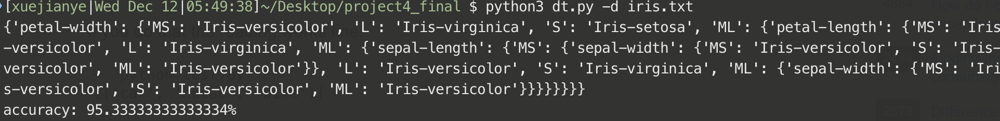 [xuejianye|Wed Dec 12|05:49:38]~/Desktop/project4_final $ python3 dt.py -d iris.txt
{'petal-width': {'MS': 'Iris-versicolor', 'L': 'Iris-virginica', 'S': 'Iris-setosa', 'ML': {'petal-length': {'MS': 'Iris
-versicolor', 'L': 'Iris-virginica', 'ML': {'sepal-length': {'MS': {'sepal-width': {'MS': 'Iris-versicolor', 'S': 'Iris-
versicolor', 'ML': 'Iris-versicolor'}}, 'L': 'Iris-versicolor', 'S': 'Iris-virginica', 'ML': {'sepal-width': {'MS': 'Iri
s-versicolor', 'S': 'Iris-versicolor', 'ML': 'Iris-versicolor'}}}}}}}}
accuracy: 95.33333333333334%